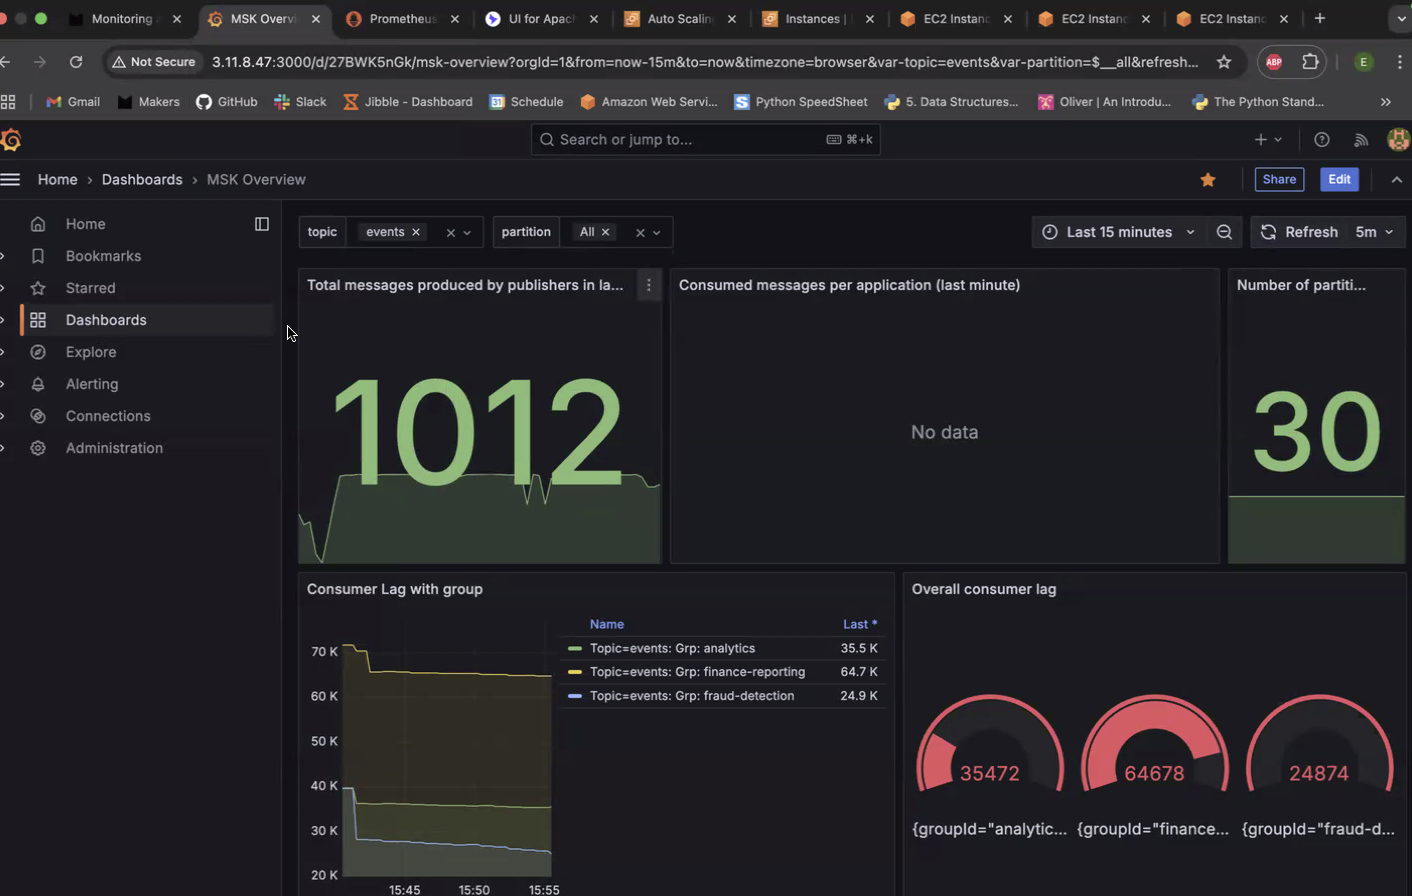 Monitoring a
MSK Overvi
Prometheus
UI for Apac
Auto Scalin
Instances |
EC2 Instanc
EC2 Instanc
EC2 Instanc
Not Secure
3.11.8.47:3000/d/27BWK5nGk/msk-overview?orgId=1&from=now-15m&to=now&timezone=browser&var-topic=events&var-partition=$__all&refresh...
ABP
E
Gmail
Makers
GitHub
Slack
Jibble - Dashboard
31 Schedule
Amazon Web Servi...
S Python SpeedSheet
5. Data Structures...
Oliver | An Introdu...
The Python Stand...
Search or jump to...
⌘+k
Home › Dashboards › MSK Overview
Share
Edit
Home
Bookmarks
Starred
Dashboards
Explore
Alerting
Connections
Administration
topic
events
partition
All
Last 15 minutes
Refresh
5m
Total messages produced by publishers in la...
1012
Consumed messages per application (last minute)
No data
Number of partiti...
30
Consumer Lag with group
70 K
60 K
50 K
40 K
30 K
20 K
15:45 15:50 15:55
Name Last *
Topic=events: Grp: analytics 35.5 K
Topic=events: Grp: finance-reporting 64.7 K
Topic=events: Grp: fraud-detection 24.9 K
Overall consumer lag
35472
64678
24874
{groupId="analytic...
{groupId="finance...
{groupId="fraud-d...